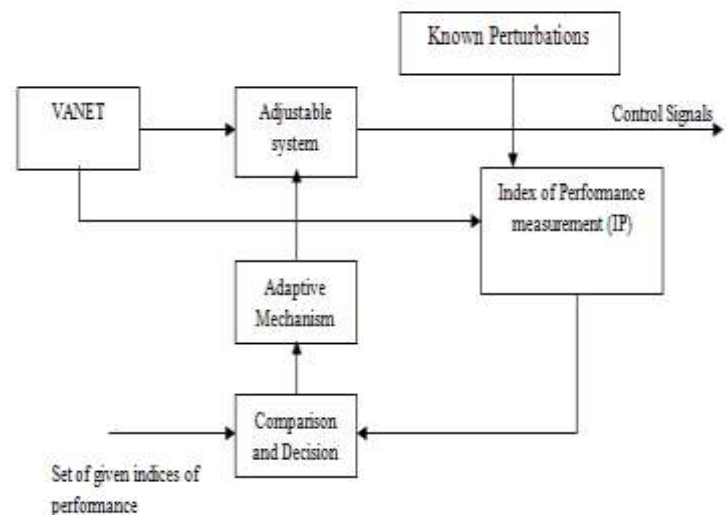 Known Perturbations
VANET
Adjustable
system
Control Signals
Index of Performance
measurement (IP)
Adaptive
Mechanism
Comparison
and Decision
Set of given indices of
performance